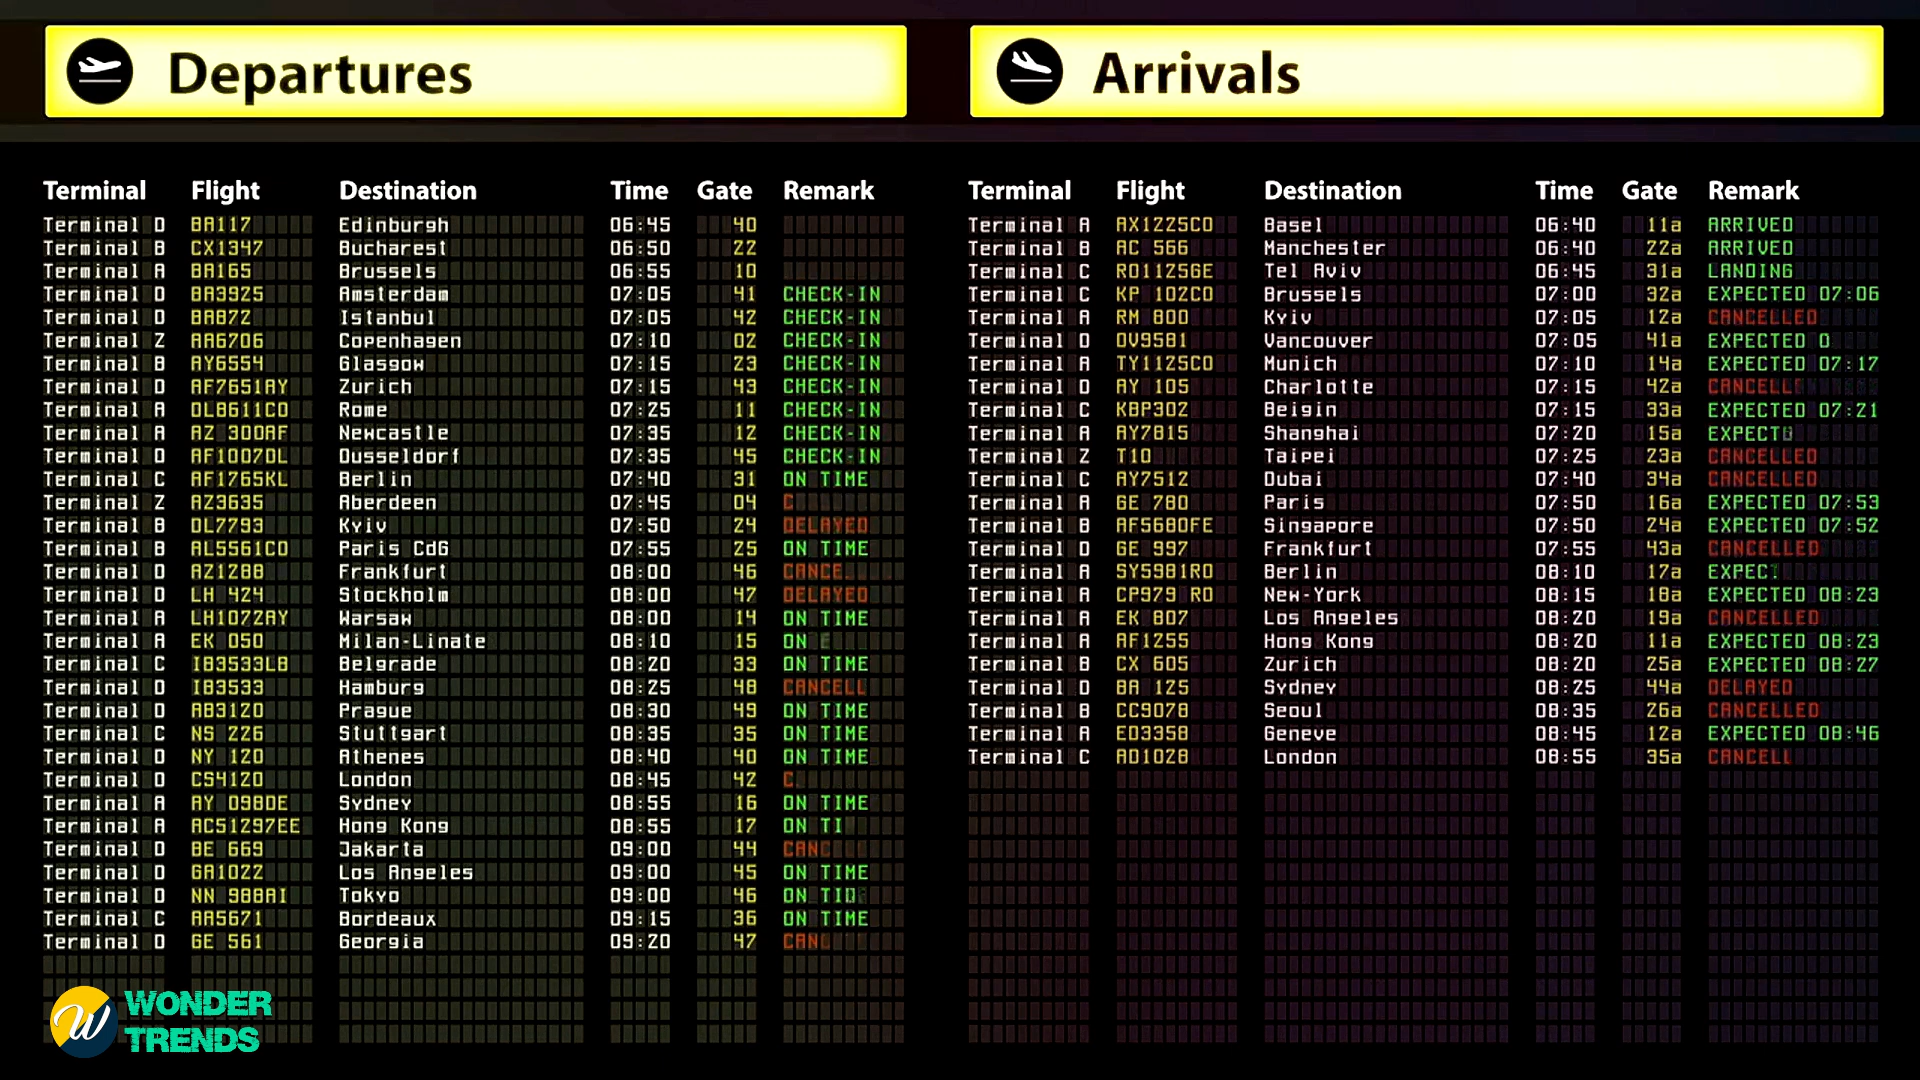 Departures
Terminal Flight Destination Time Gate Remark
Terminal D BA117 Edinburgh 06:45 40
Terminal B CX1347 Bucharest 06:50 22
Terminal A BA165 Brussels 06:55 10
Terminal D BA3925 Amsterdam 07:05 41 CHECK-IN
Terminal D BA872 Istanbul 07:05 42 CHECK-IN
Terminal Z AA6706 Copenhagen 07:10 02 CHECK-IN
Terminal B AY6554 Glasgow 07:15 23 CHECK-IN
Terminal D AF7651AY Zurich 07:15 43 CHECK-IN
Terminal A DL8611CO Rome 07:25 11 CHECK-IN
Terminal A AZ 300AF Newcastle 07:35 12 CHECK-IN
Terminal D AF1007DL Dusseldorf 07:35 45 CHECK-IN
Terminal C AF1765KL Berlin 07:40 31 ON TIME
Terminal Z AZ3635 Aberdeen 07:45 04 C
Terminal B DL7793 Kyiv 07:50 24 DELAYED
Terminal B AL5561CO Paris CdG 07:55 25 ON TIME
Terminal D AZ1288 Frankfurt 08:00 46 CANCE
Terminal D LH 424 Stockholm 08:00 47 DELAYED
Terminal A LH1072AY Warsaw 08:00 14 ON TIME
Terminal A EK 050 Milan-Linate 08:10 15 ON
Terminal C IB3533LB Belgrade 08:20 33 ON TIME
Terminal D IB3533 Hamburg 08:25 48 CANCELL
Terminal D AB3120 Prague 08:30 49 ON TIME
Terminal C NS 226 Stuttgart 08:35 35 ON TIME
Terminal D NY 120 Athenes 08:40 40 ON TIME
Terminal D CS4120 London 08:45 42 C
Terminal A AY 098DE Sydney 08:55 16 ON TIME
Terminal A AC51297EE Hong Kong 08:55 17 ON TI
Terminal D BE 669 Jakarta 09:00 44 CAN
Terminal D GA1022 Los Angeles 09:00 45 ON TIME
Terminal D NN 988AI Tokyo 09:00 46 ON TI
Terminal C AA5671 Bordeaux 09:15 36 ON TIME
Terminal D GE 561 Georgia 09:20 47 CAN
Arrivals
Terminal Flight Destination Time Gate Remark
Terminal A AX1225CO Basel 06:40 11a ARRIVED
Terminal B AC 566 Manchester 06:40 22a ARRIVED
Terminal C RO1125GE Tel Aviv 06:45 31a LANDING
Terminal C KP 102CO Brussels 07:00 32a EXPECTED 07:06
Terminal A RM 800 Kyiv 07:05 12a CANCELLED
Terminal D OV9581 Vancouver 07:05 41a EXPECTED 0
Terminal A TY1125CO Munich 07:10 14a EXPECTED 07:17
Terminal D AY 105 Charlotte 07:15 42a CANCELL
Terminal C KBP302 Beigin 07:15 33a EXPECTED 07:21
Terminal A AY7815 Shanghai 07:20 15a EXPECT
Terminal Z T10 Taipei 07:25 23a CANCELLED
Terminal C AY7512 Dubai 07:40 34a CANCELLED
Terminal A GE 780 Paris 07:50 16a EXPECTED 07:53
Terminal B AF5680FE Singapore 07:50 24a EXPECTED 07:52
Terminal D GE 997 Frankfurt 07:55 43a CANCELLED
Terminal A SY5981RO Berlin 08:10 17a EXPEC
Terminal A CP979 RO New-York 08:15 18a EXPECTED 08:23
Terminal A EK 807 Los Angeles 08:20 19a CANCELLED
Terminal A AF1255 Hong Kong 08:20 11a EXPECTED 08:23
Terminal B CX 605 Zurich 08:20 25a EXPECTED 08:27
Terminal D BA 125 Sydney 08:25 44a DELAYED
Terminal B CC9078 Seoul 08:35 26a CANCELLED
Terminal A ED3358 Geneve 08:45 12a EXPECTED 08:46
Terminal C AD1028 London 08:55 35a CANCELL
W
WONDER
TRENDS